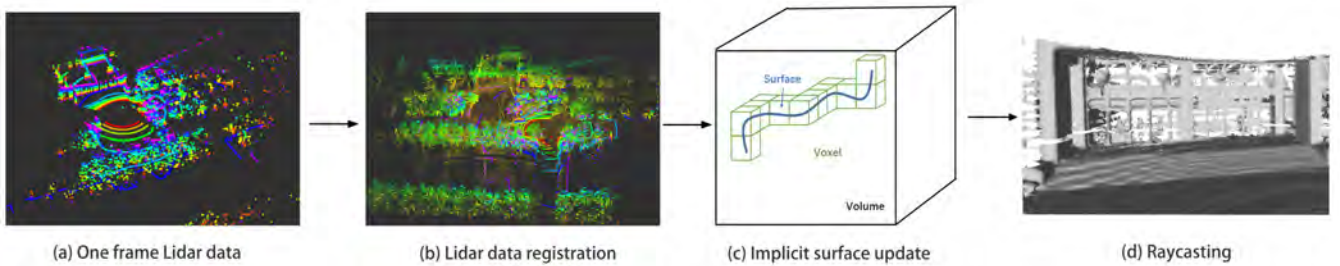 Surface
Voxel
Volume
(a) One frame Lidar data
(b) Lidar data registration
(c) Implicit surface update
(d) Raycasting